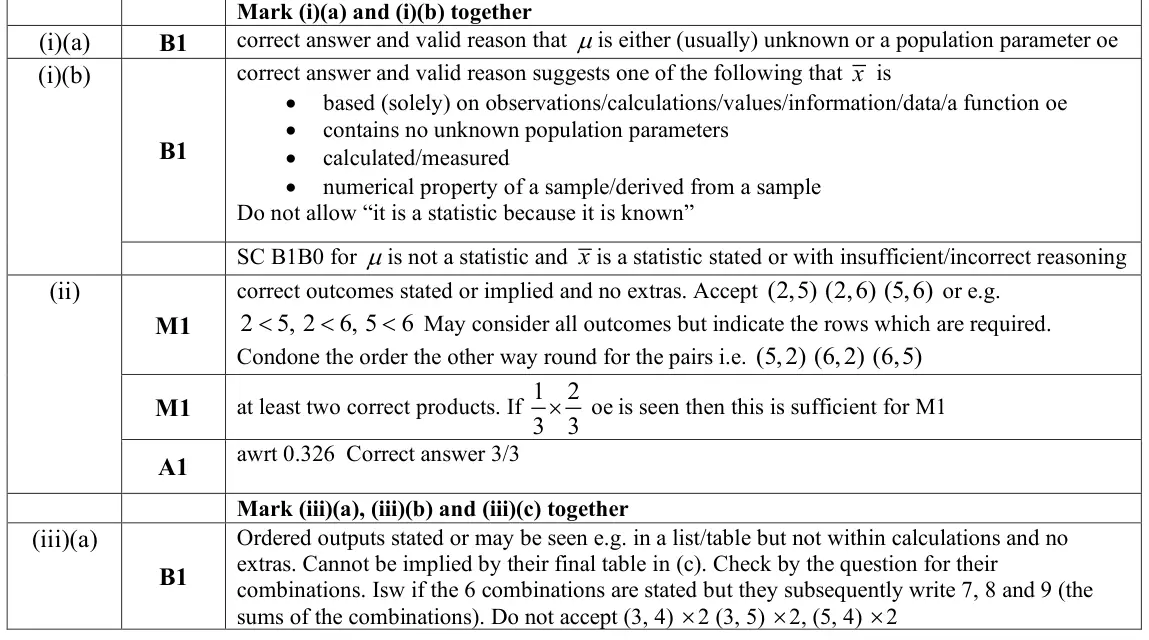 Mark (i)(a) and (i)(b) together
(i)(a) B1 correct answer and valid reason that μ is either (usually) unknown or a population parameter oe
(i)(b) B1 correct answer and valid reason suggests one of the following that x̅ is
• based (solely) on observations/calculations/values/information/data/a function oe
• contains no unknown population parameters
• calculated/measured
• numerical property of a sample/derived from a sample
Do not allow “it is a statistic because it is known”
SC B1B0 for μ is not a statistic and x̅ is a statistic stated or with insufficient/incorrect reasoning
(ii) M1 correct outcomes stated or implied and no extras. Accept (2,5) (2,6) (5,6) or e.g.
2 < 5, 2 < 6, 5 < 6 May consider all outcomes but indicate the rows which are required.
Condone the order the other way round for the pairs i.e. (5,2) (6,2) (6,5)
M1 at least two correct products. If 1/3 × 2/3 oe is seen then this is sufficient for M1
A1 awrt 0.326 Correct answer 3/3
Mark (iii)(a), (iii)(b) and (iii)(c) together
(iii)(a) B1 Ordered outputs stated or may be seen e.g. in a list/table but not within calculations and no
extras. Cannot be implied by their final table in (c). Check by the question for their
combinations. Isw if the 6 combinations are stated but they subsequently write 7, 8 and 9 (the
sums of the combinations). Do not accept (3, 4) ×2 (3, 5) ×2, (5, 4) ×2